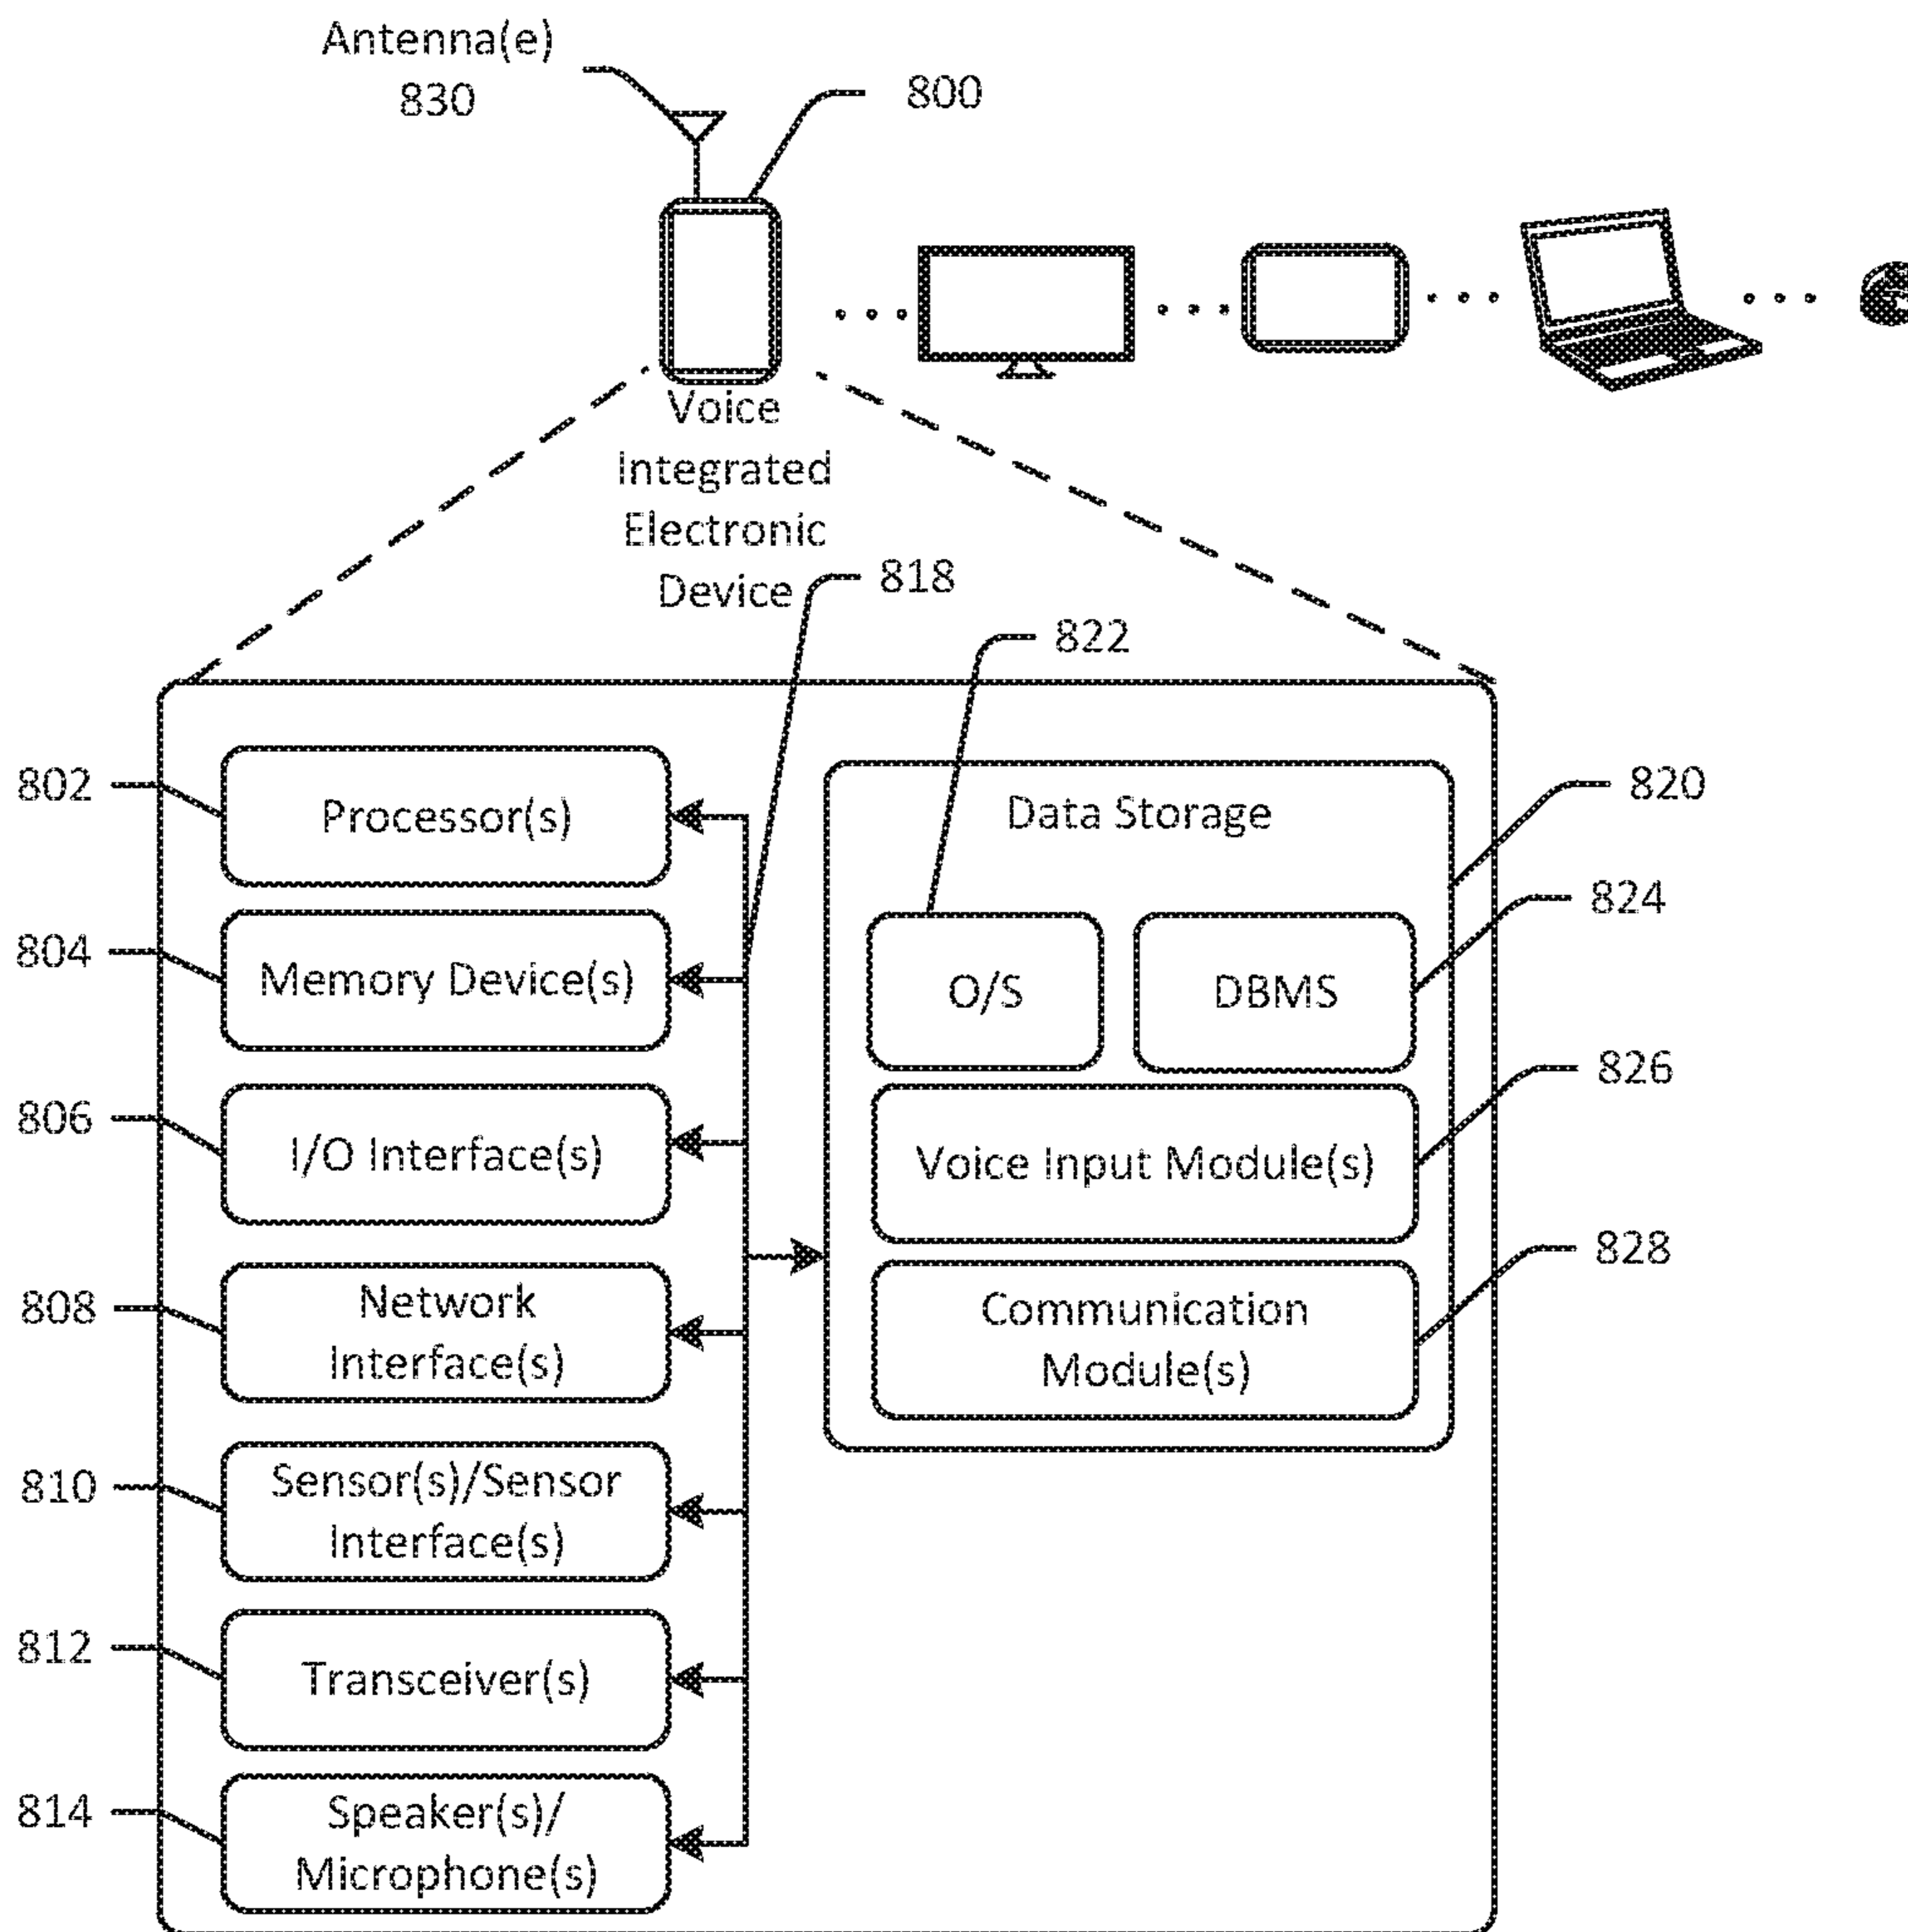 Antenna(e)
830
800
Voice
Integrated
Electronic
Device
818
822
802
Processor(s)
Data Storage
820
804
Memory Device(s)
O/S
DBMS
824
806
I/O Interface(s)
Voice Input Module(s)
826
808
Network
Interface(s)
Communication
Module(s)
828
810
Sensor(s)/Sensor
Interface(s)
812
Transceiver(s)
814
Speaker(s)/
Microphone(s)